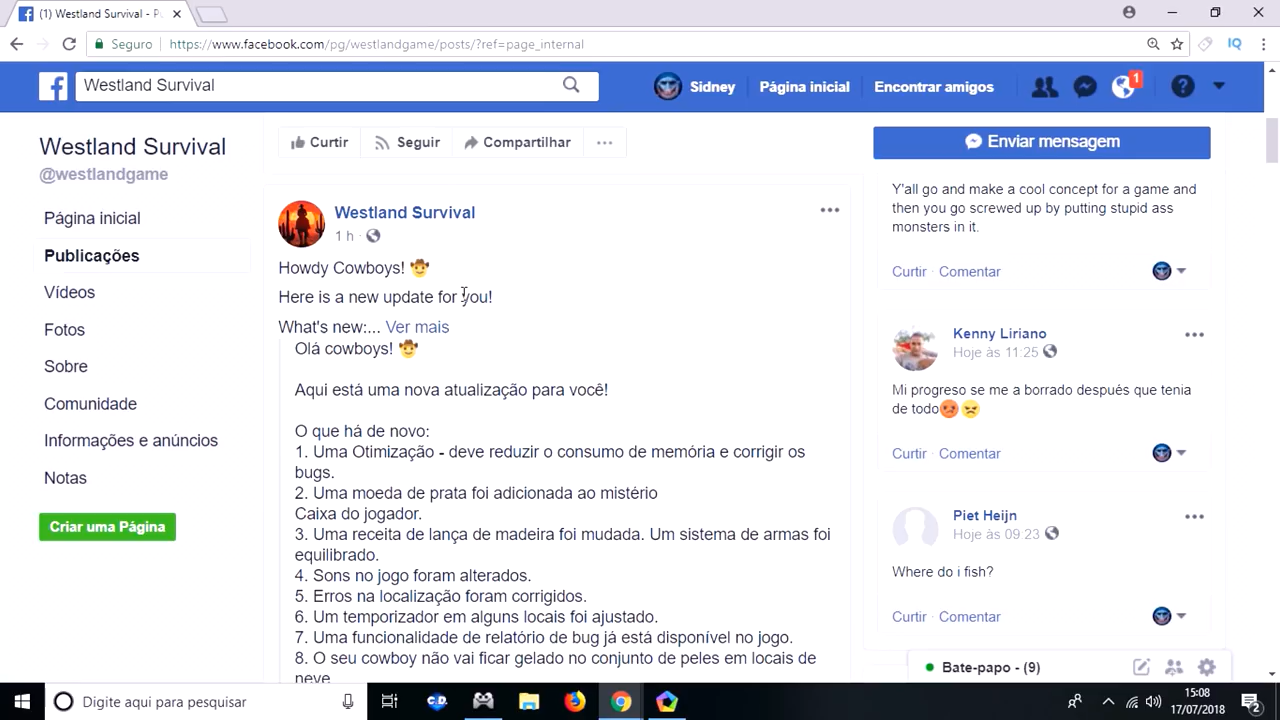 (1) Westland Survival - P
Seguro
https://www.facebook.com/pg/westlandgame/posts/?ref=page_internal
IQ
Westland Survival
Sidney
Página inicial
Encontrar amigos
1
Westland Survival
@westlandgame
Página inicial
Publicações
Vídeos
Fotos
Sobre
Comunidade
Informações e anúncios
Notas
Criar uma Página
Curtir
Seguir
Compartilhar
Westland Survival
1 h
Howdy Cowboys! 🤠
Here is a new update for you!
What's new:... Ver mais
Olá cowboys! 🤠
Aqui está uma nova atualização para você!
O que há de novo:
1. Uma Otimização - deve reduzir o consumo de memória e corrigir os
bugs.
2. Uma moeda de prata foi adicionada ao mistério
Caixa do jogador.
3. Uma receita de lança de madeira foi mudada. Um sistema de armas foi
equilibrado.
4. Sons no jogo foram alterados.
5. Erros na localização foram corrigidos.
6. Um temporizador em alguns locais foi ajustado.
7. Uma funcionalidade de relatório de bug já está disponível no jogo.
8. O seu cowboy não vai ficar gelado no conjunto de peles em locais de
neve
Enviar mensagem
Y'all go and make a cool concept for a game and
then you go screwed up by putting stupid ass
monsters in it.
Curtir · Comentar
Kenny Liriano
Hoje às 11:25
Mi progreso se me a borrado después que tenia
de todo😡😠
Curtir · Comentar
Piet Heijn
Hoje às 09 23
Where do i fish?
Curtir · Comentar
Bate-papo - (9)
Digite aqui para pesquisar
C.D.
15:08
17/07/2018
2